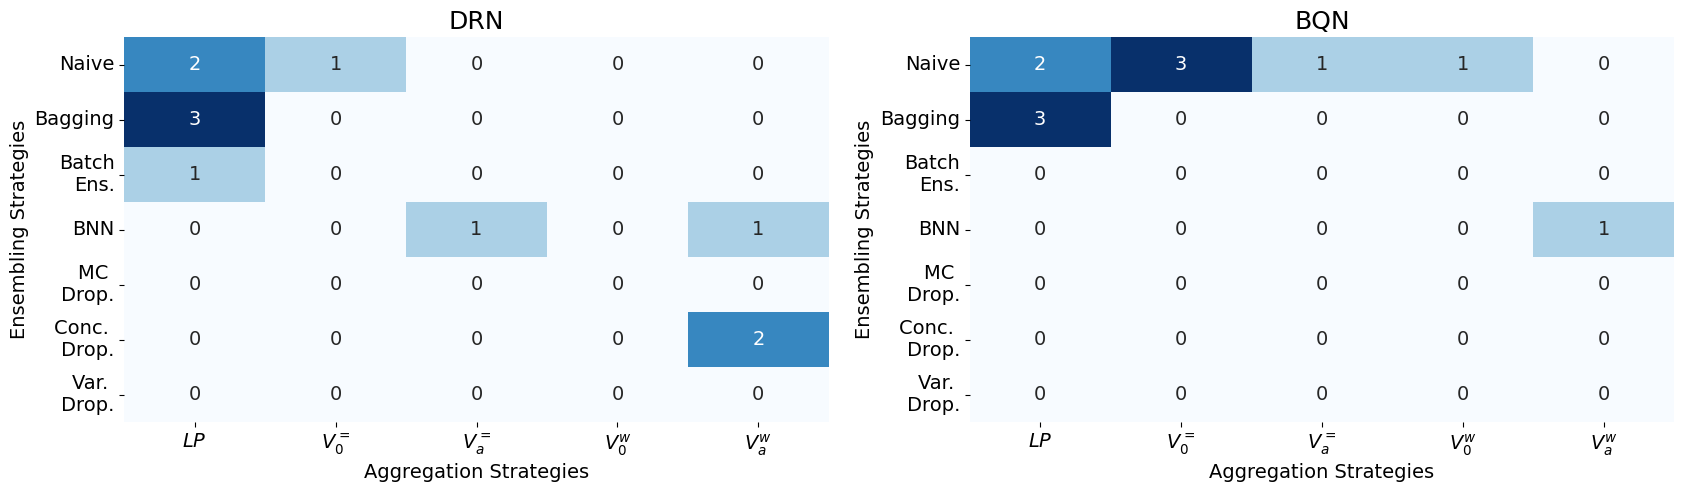 DRN
Ensembling Strategies
Naive 2 1 0 0 0
Bagging 3 0 0 0 0
Batch
Ens. 1 0 0 0 0
BNN 0 0 1 0 1
MC
Drop. 0 0 0 0 0
Conc.
Drop. 0 0 0 0 2
Var.
Drop. 0 0 0 0 0
LP V_0^= V_a^= V_0^w V_a^w
Aggregation Strategies
BQN
Ensembling Strategies
Naive 2 3 1 1 0
Bagging 3 0 0 0 0
Batch
Ens. 0 0 0 0 0
BNN 0 0 0 0 1
MC
Drop. 0 0 0 0 0
Conc.
Drop. 0 0 0 0 0
Var.
Drop. 0 0 0 0 0
LP V_0^= V_a^= V_0^w V_a^w
Aggregation Strategies